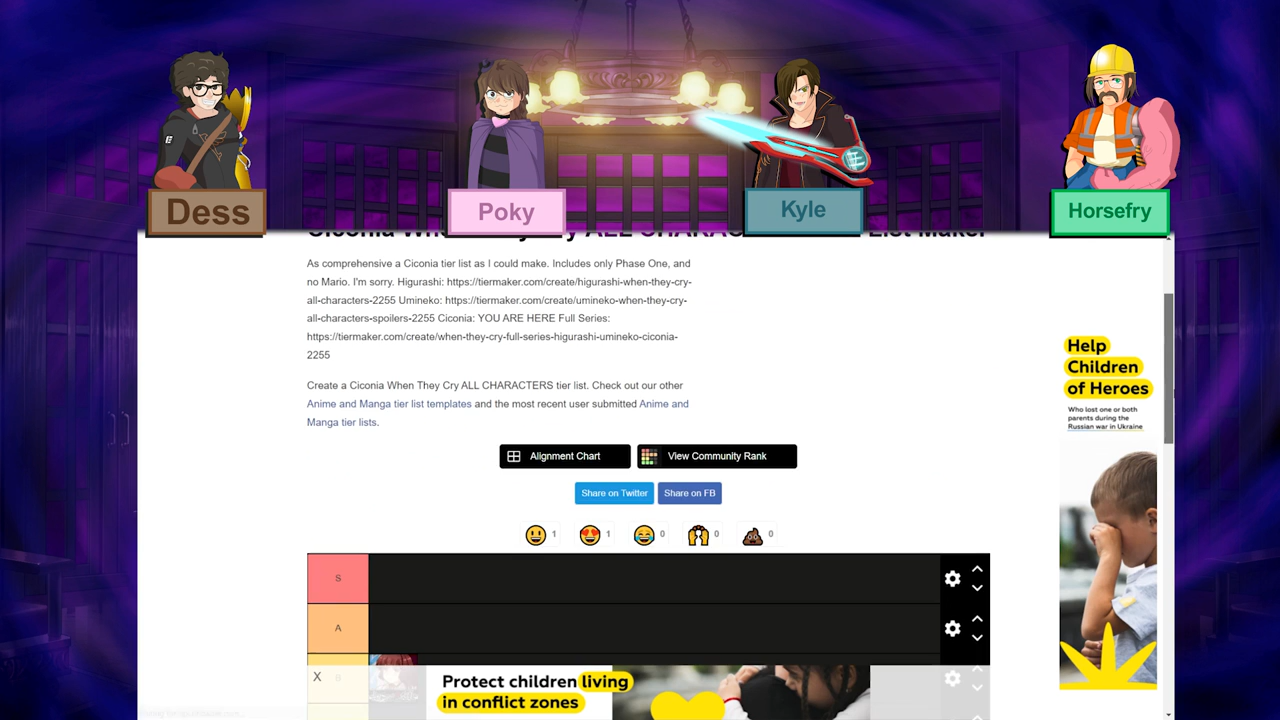 Dess
Poky
Kyle
Horsefry
As comprehensive a Ciconia tier list as I could make. Includes only Phase One, and
no Mario. I'm sorry. Higurashi: https://tiermaker.com/create/higurashi-when-they-cry-
all-characters-2255 Umineko: https://tiermaker.com/create/umineko-when-they-cry-
all-characters-spoilers-2255 Ciconia: YOU ARE HERE Full Series:
https://tiermaker.com/create/when-they-cry-full-series-higurashi-umineko-ciconia-
2255
Create a Ciconia When They Cry ALL CHARACTERS tier list. Check out our other
Anime and Manga tier list templates and the most recent user submitted Anime and
Manga tier lists.
Alignment Chart
View Community Rank
Share on Twitter
Share on FB
1
1
0
0
0
S
A
X
B
Protect children living
in conflict zones
Help
Children
of Heroes
Who lost one or both
parents during the
Russian war in Ukraine